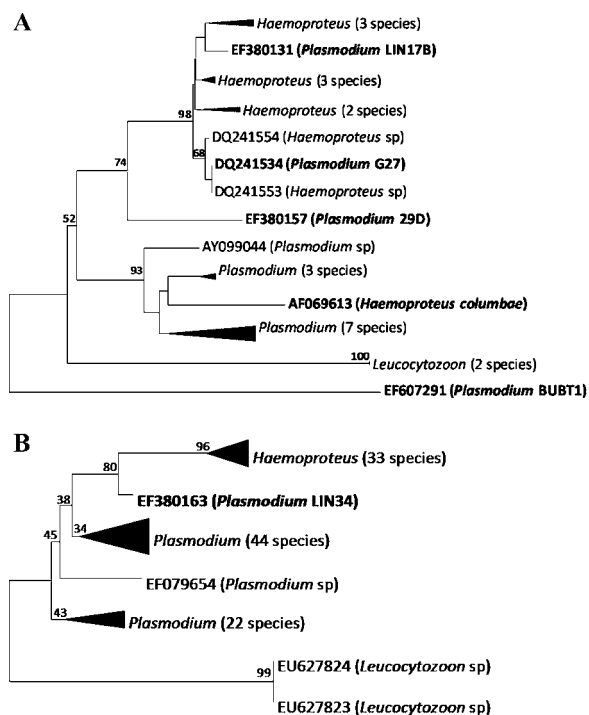 A
Haemoproteus (3 species)
EF380131 (Plasmodium LIN17B)
Haemoproteus (3 species)
Haemoproteus (2 species)
98
DQ241554 (Haemoproteus sp)
68
DQ241534 (Plasmodium G27)
74
DQ241553 (Haemoproteus sp)
EF380157 (Plasmodium 29D)
52
AY099044 (Plasmodium sp)
93
Plasmodium (3 species)
AF069613 (Haemoproteus columbae)
Plasmodium (7 species)
100
Leucocytozoon (2 species)
EF607291 (Plasmodium BUBT1)
B
96
Haemoproteus (33 species)
80
EF380163 (Plasmodium LIN34)
38
34
45
Plasmodium (44 species)
EF079654 (Plasmodium sp)
43
Plasmodium (22 species)
EU627824 (Leucocytozoon sp)
99
EU627823 (Leucocytozoon sp)